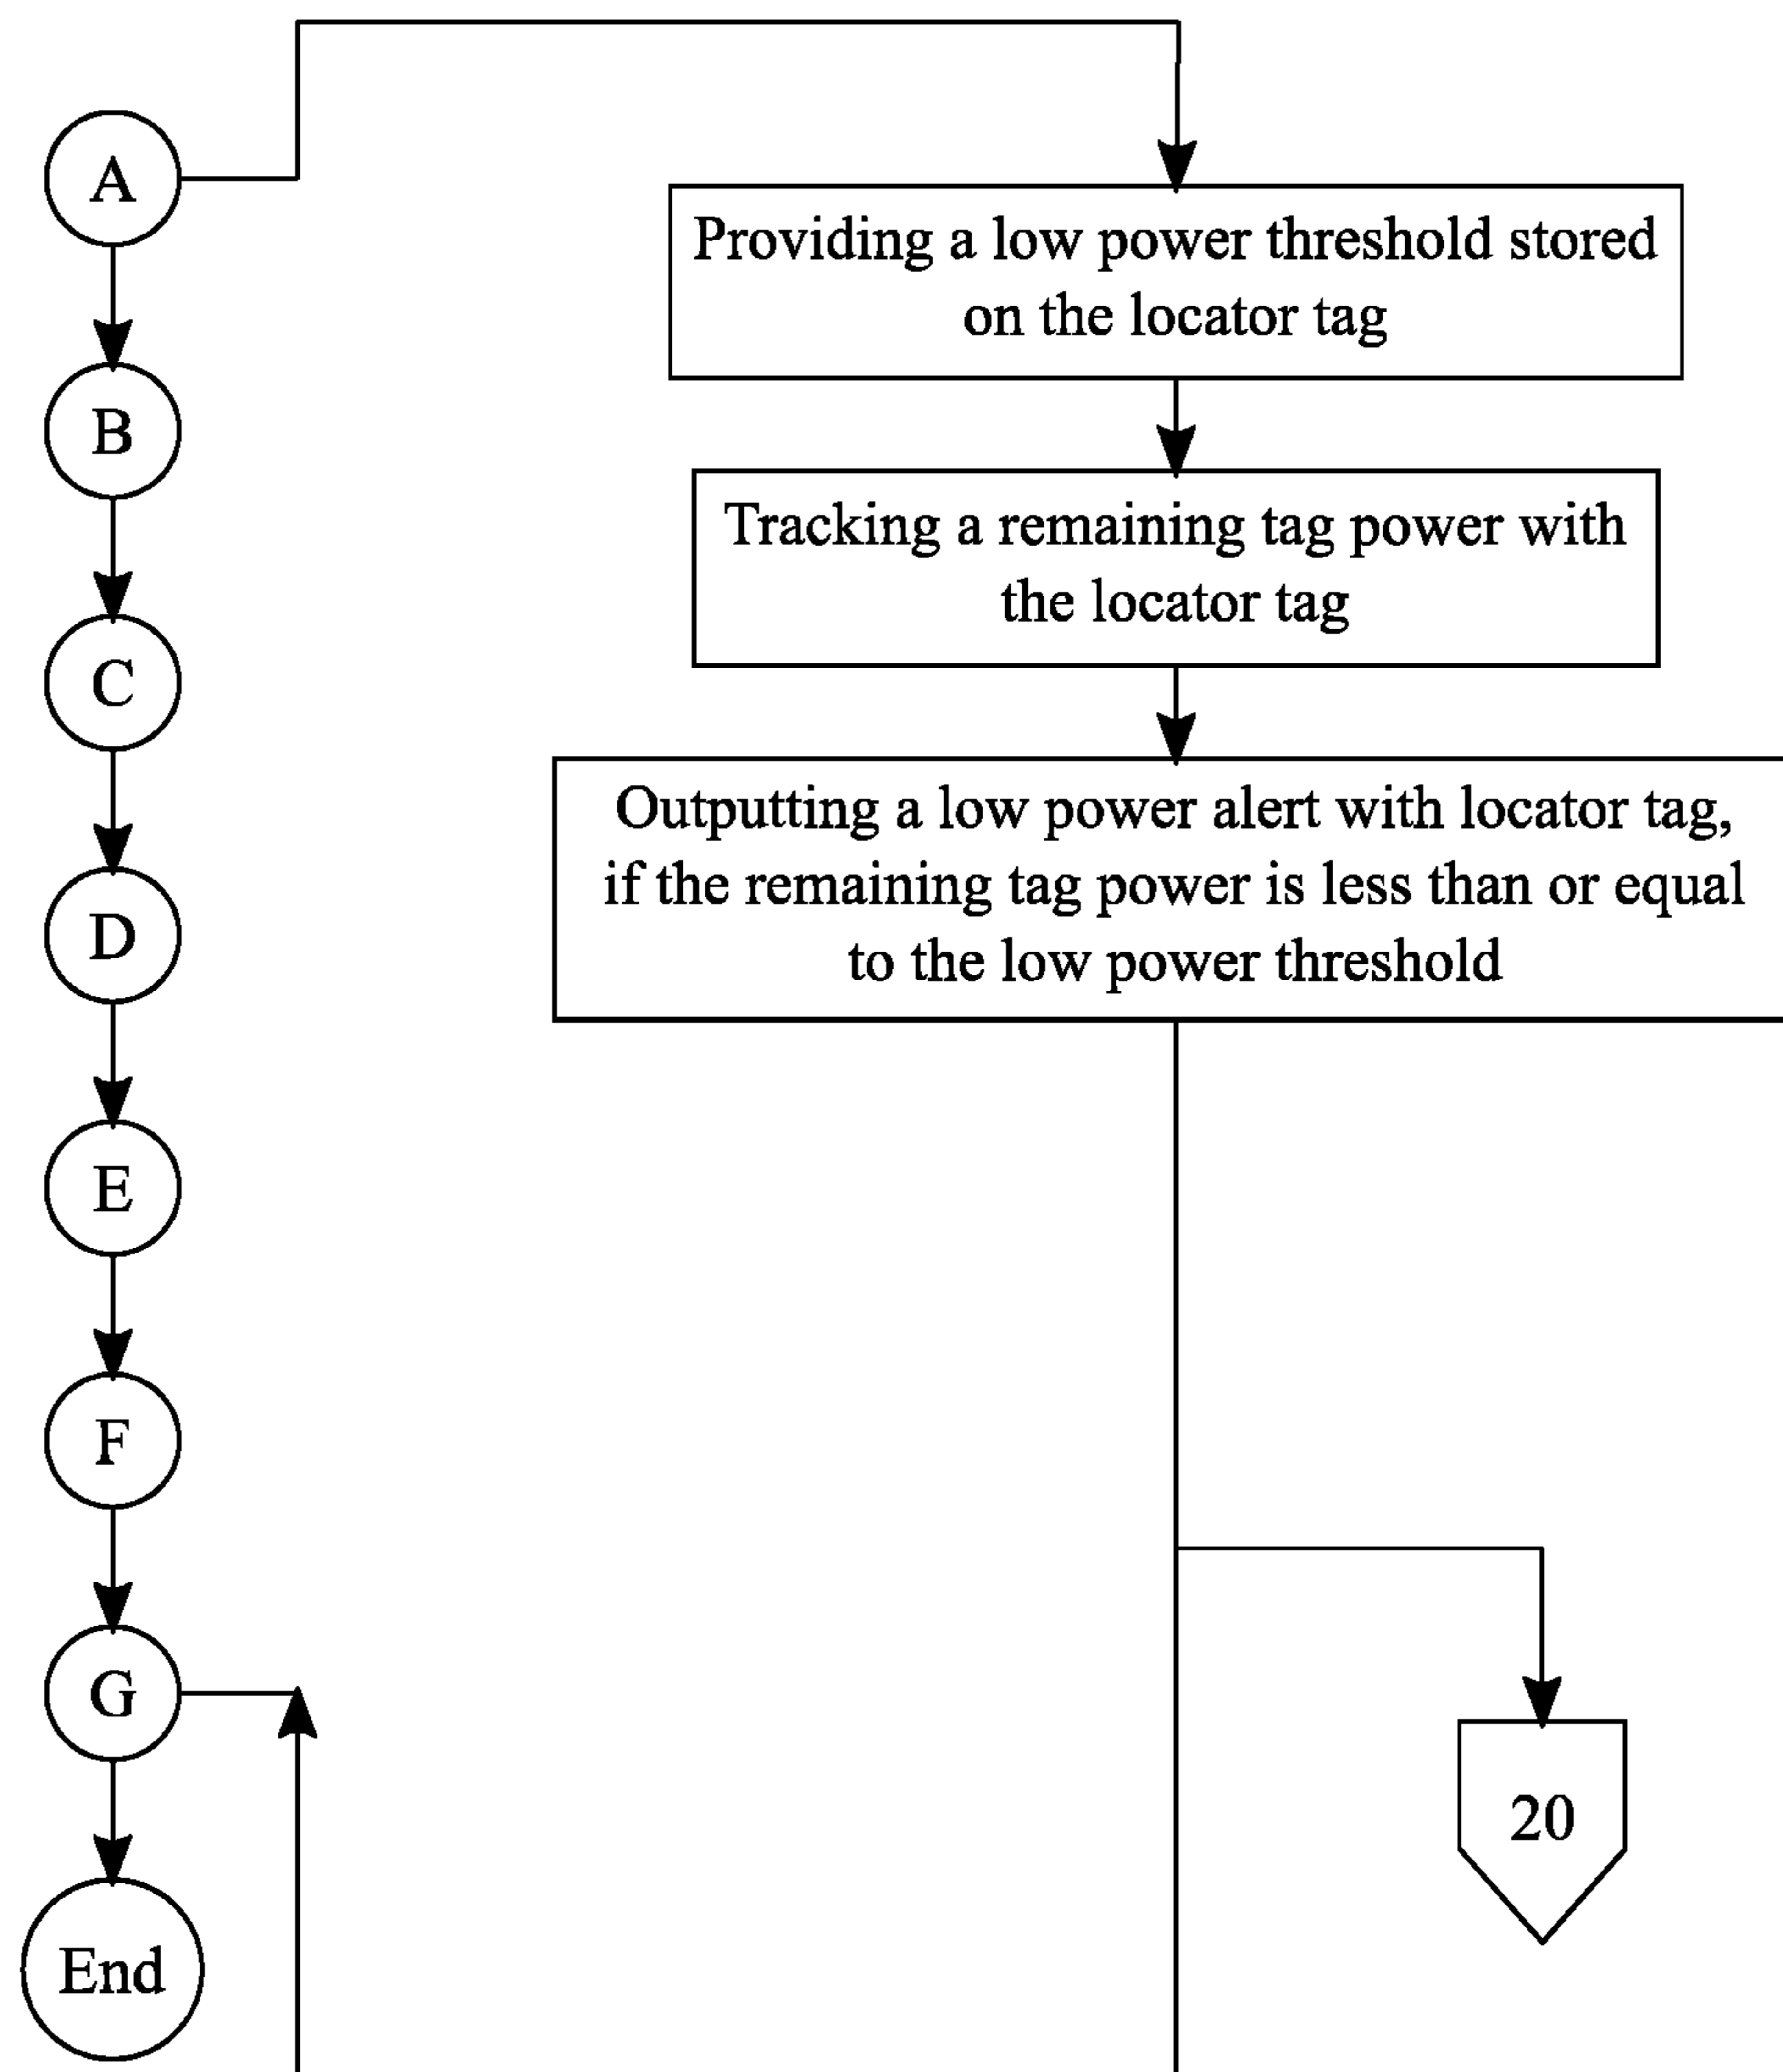 A
B
C
D
E
F
G
End
Providing a low power threshold stored
on the locator tag
Tracking a remaining tag power with
the locator tag
Outputting a low power alert with locator tag,
if the remaining tag power is less than or equal
to the low power threshold
20